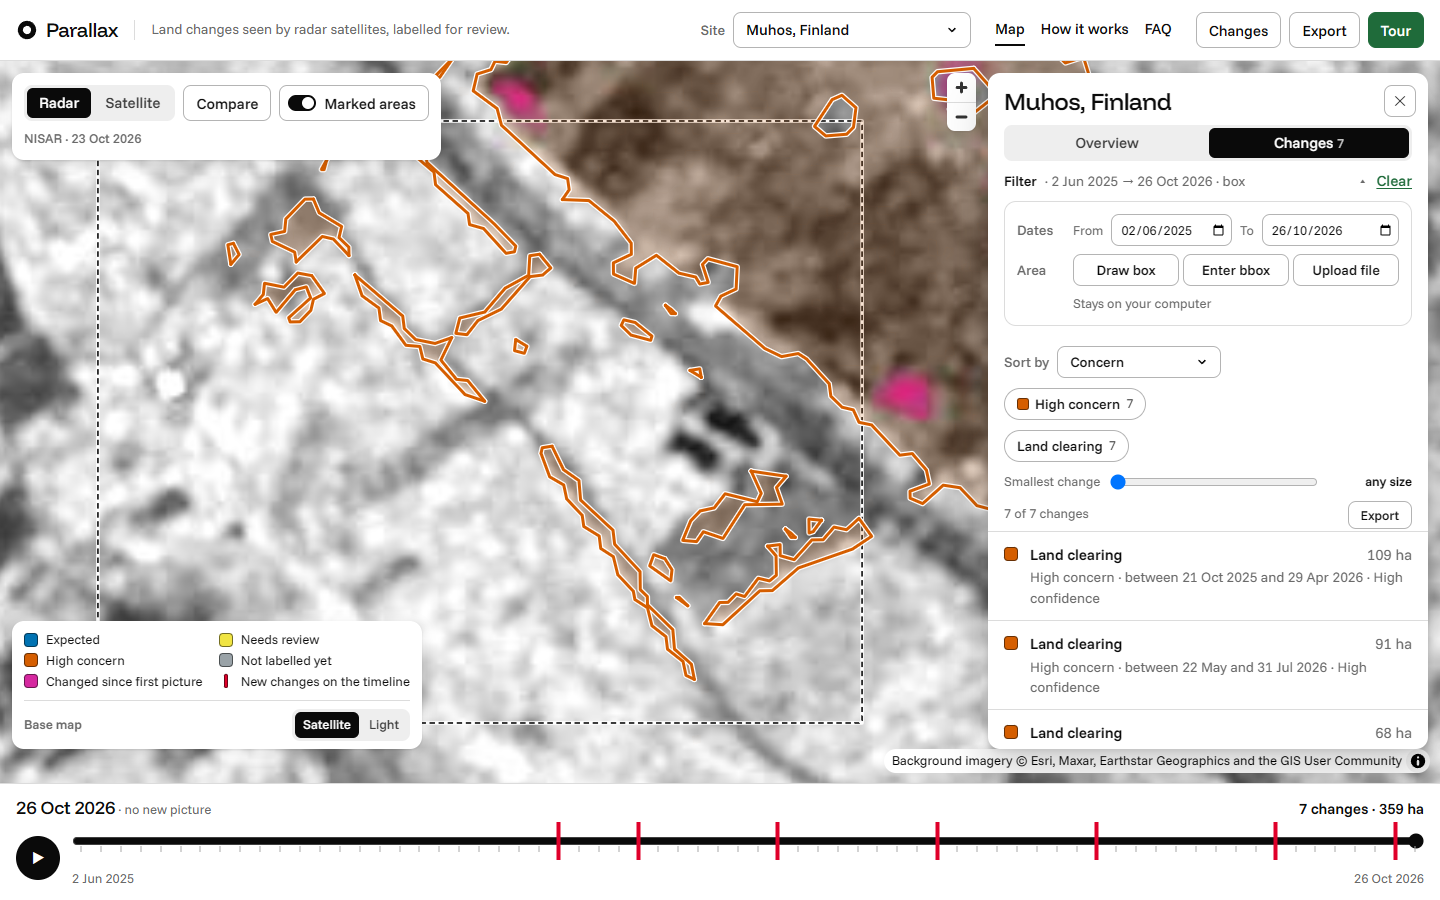 Parallax
Land changes seen by radar satellites, labelled for review.
Site
Muhos, Finland
Map
How it works
FAQ
Changes
Export
Tour
Radar
Satellite
Compare
Marked areas
NISAR · 23 Oct 2026
+
−
Muhos, Finland
Overview
Changes 7
Filter · 2 Jun 2025 → 26 Oct 2026 · box
Clear
Dates
From
02/06/2025
To
26/10/2026
Area
Draw box
Enter bbox
Upload file
Stays on your computer
Sort by
Concern
High concern 7
Land clearing 7
Smallest change
any size
7 of 7 changes
Export
Land clearing
109 ha
High concern · between 21 Oct 2025 and 29 Apr 2026 · High
confidence
Land clearing
91 ha
High concern · between 22 May and 31 Jul 2026 · High
confidence
Land clearing
68 ha
Expected
Needs review
High concern
Not labelled yet
Changed since first picture
New changes on the timeline
Base map
Satellite
Light
Background imagery © Esri, Maxar, Earthstar Geographics and the GIS User Community
26 Oct 2026 · no new picture
7 changes · 359 ha
2 Jun 2025
26 Oct 2026